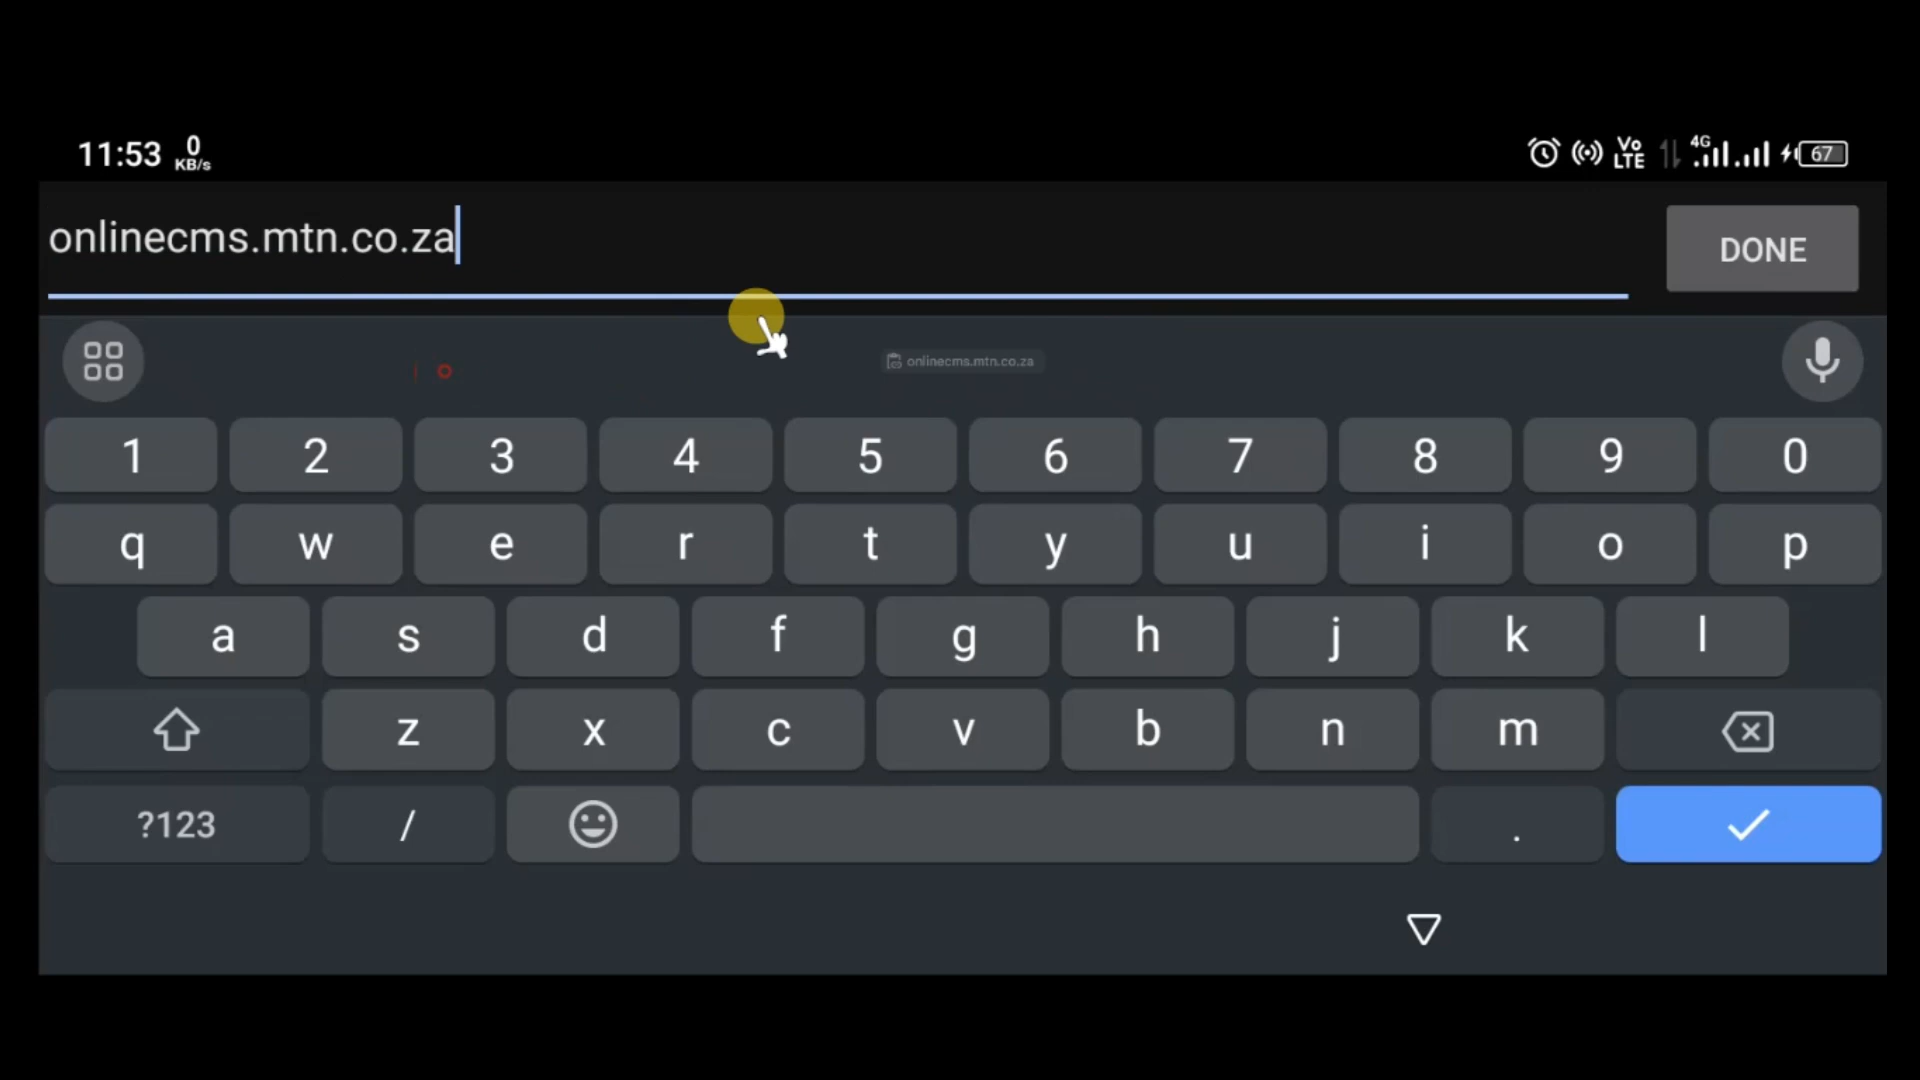 11:53 0 KB/s Vo LTE 4G 67
onlinecms.mtn.co.za DONE
onlinecms.mtn.co.za
1 2 3 4 5 6 7 8 9 0
q w e r t y u i o p
a s d f g h j k l
z x c v b n m
?123 / .